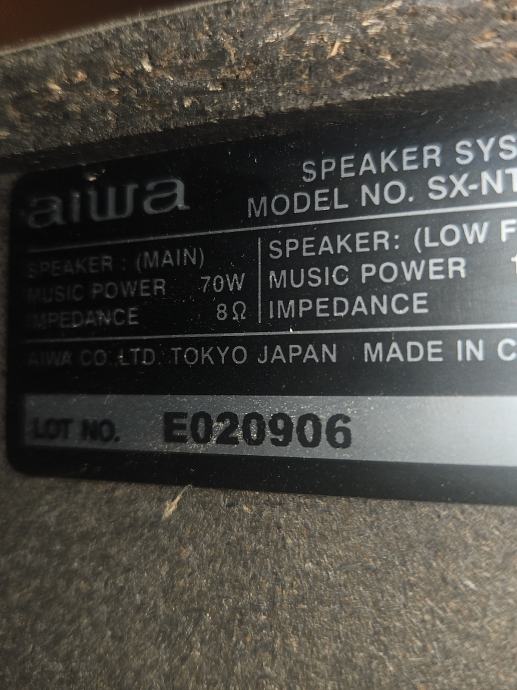 aiwa
SPEAKER SYS
MODEL NO. SX-NT
SPEAKER : (MAIN)
MUSIC POWER 70W
IMPEDANCE 8Ω
SPEAKER: (LOW F
MUSIC POWER 1
IMPEDANCE
AIWA CO.,LTD. TOKYO JAPAN MADE IN C
LOT NO. E020906